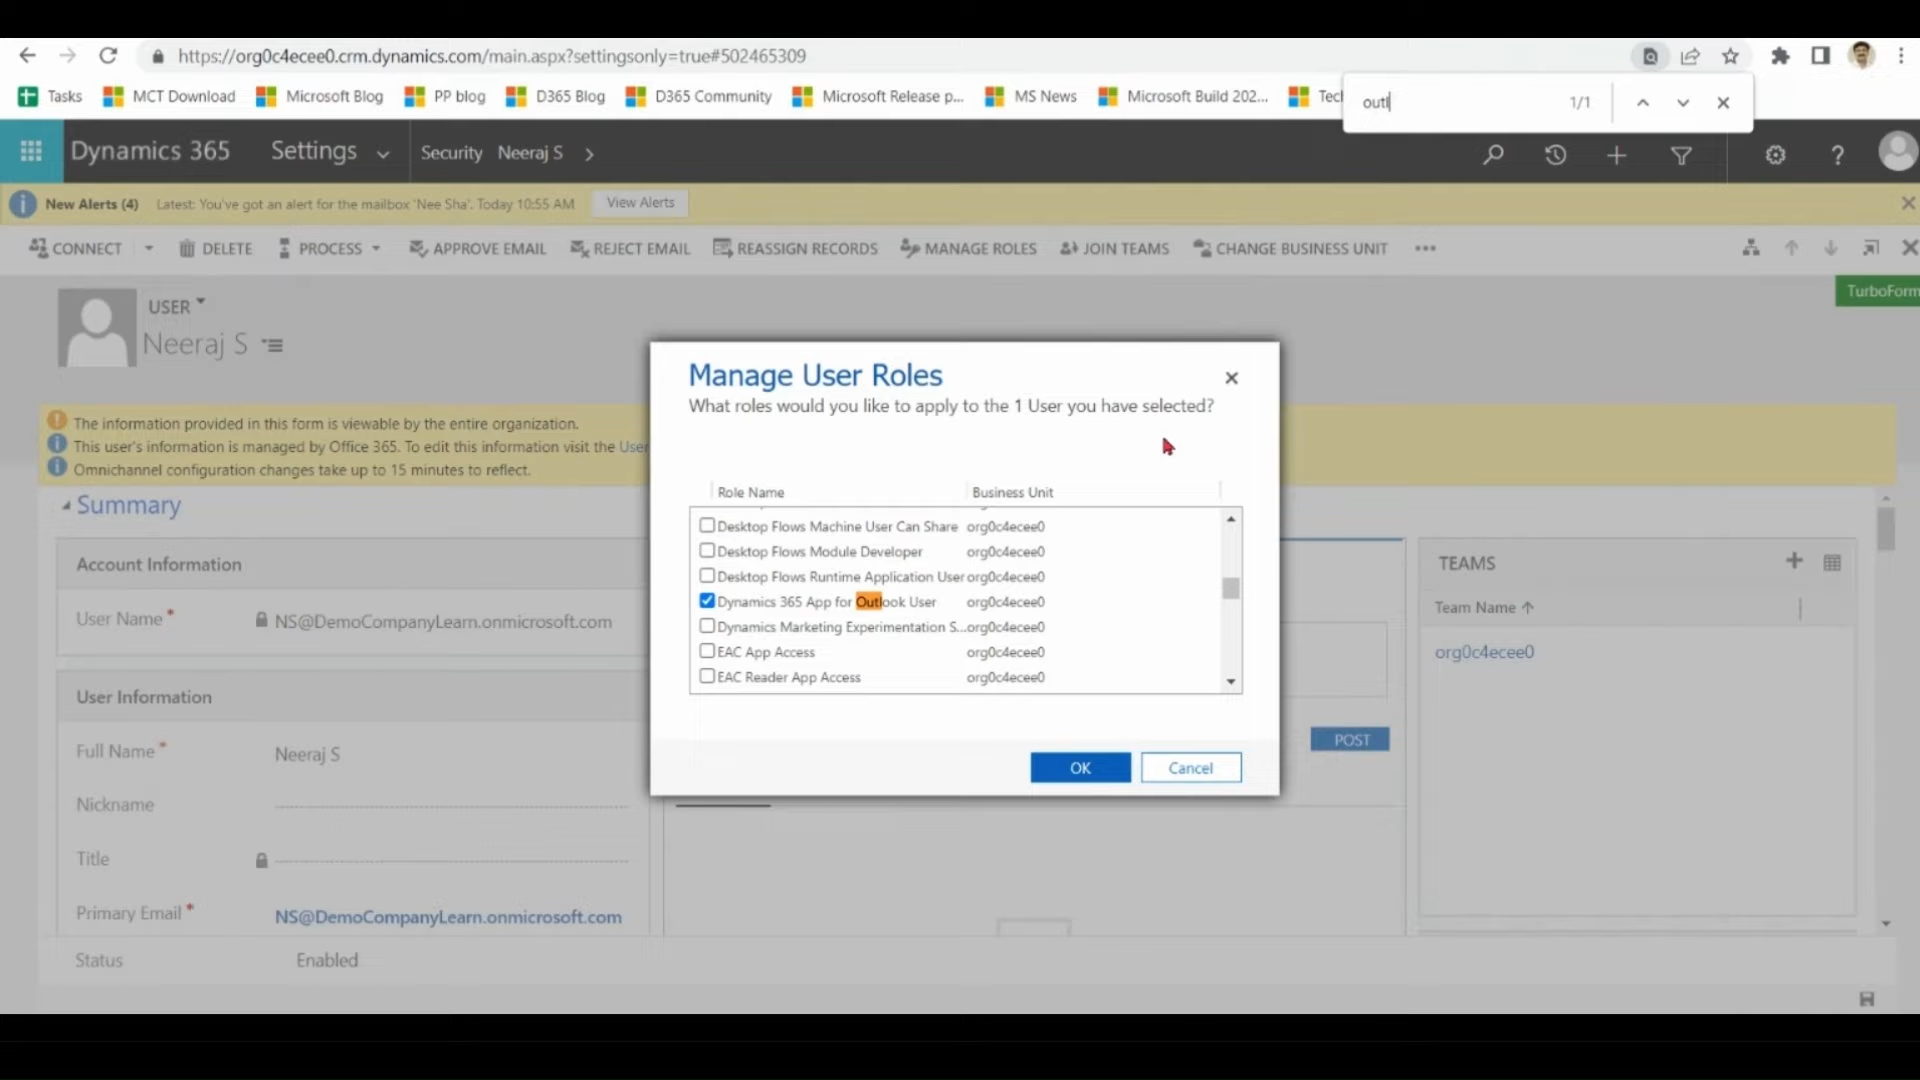 https://org0c4ecee0.crm.dynamics.com/main.aspx?settingsonly=true#502465309
Tasks MCT Download Microsoft Blog PP blog D365 Blog D365 Community Microsoft Release p... MS News Microsoft Build 202... Tecl
outl 1/1
Dynamics 365 Settings Security Neeraj S
New Alerts (4) Latest: You've got an alert for the mailbox 'Nee Sha'. Today 10:55 AM View Alerts
CONNECT DELETE PROCESS APPROVE EMAIL REJECT EMAIL REASSIGN RECORDS MANAGE ROLES JOIN TEAMS CHANGE BUSINESS UNIT
TurboForm
USER
Neeraj S
The information provided in this form is viewable by the entire organization.
This user's information is managed by Office 365. To edit this information visit the User
Omnichannel configuration changes take up to 15 minutes to reflect.
Summary
Account Information
User Name * NS@DemoCompanyLearn.onmicrosoft.com
User Information
Full Name * Neeraj S
Nickname
Title
Primary Email * NS@DemoCompanyLearn.onmicrosoft.com
Status Enabled
Manage User Roles
What roles would you like to apply to the 1 User you have selected?
Role Name Business Unit
Desktop Flows Machine User Can Share org0c4ecee0
Desktop Flows Module Developer org0c4ecee0
Desktop Flows Runtime Application User org0c4ecee0
Dynamics 365 App for Outlook User org0c4ecee0
Dynamics Marketing Experimentation S... org0c4ecee0
EAC App Access org0c4ecee0
EAC Reader App Access org0c4ecee0
OK Cancel
POST
TEAMS
Team Name ↑
org0c4ecee0